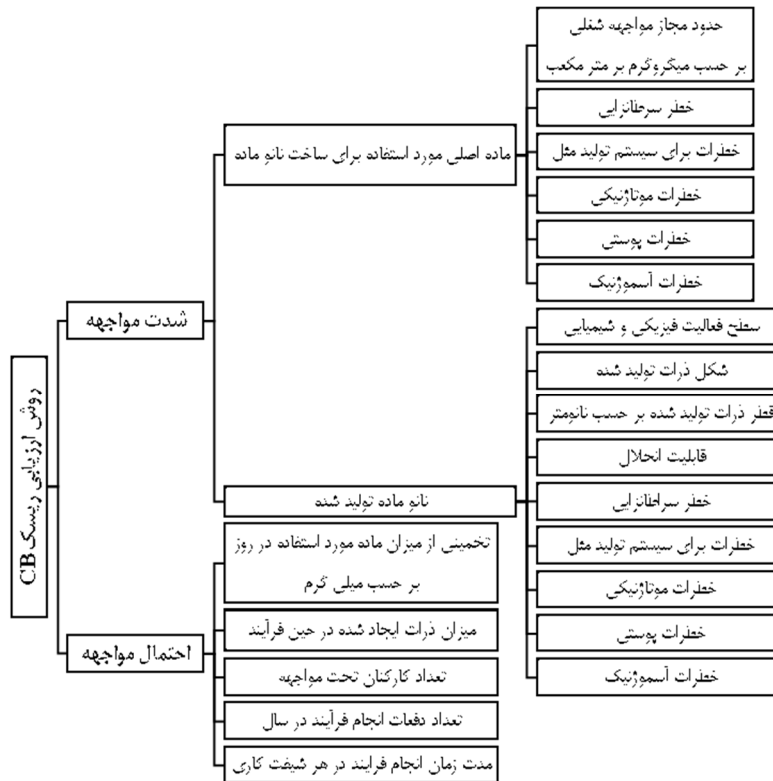 روش ارزیابی ریسک CB
شدت مواجهه
ماده اصلی مورد استفاده برای ساخت نانو ماده
حدود مجاز مواجهه شغلی
بر حسب میگروگرم بر متر مکعب
خطر سرطانزایی
خطرات برای سیستم تولید مثل
خطرات موتاژنیکی
خطرات پوستی
خطرات آسموژنیک
نانو ماده تولید شده
سطح فعالیت فیزیکی و شیمیایی
شکل ذرات تولید شده
قطر ذرات تولید شده بر حسب نانومتر
قابلیت انحلال
خطر سراطانزایی
خطرات برای سیستم تولید مثل
خطرات موتاژنیکی
خطرات پوستی
خطرات آسموژنیک
احتمال مواجهه
تخمینی از میزان ماده مورد استفاده در روز
بر حسب میلی گرم
میزان ذرات ایجاد شده در حین فرآیند
تعداد کارکنان تحت مواجهه
تعداد دفعات انجام فرآیند در سال
مدت زمان انجام فرایند در هر شیفت کاری